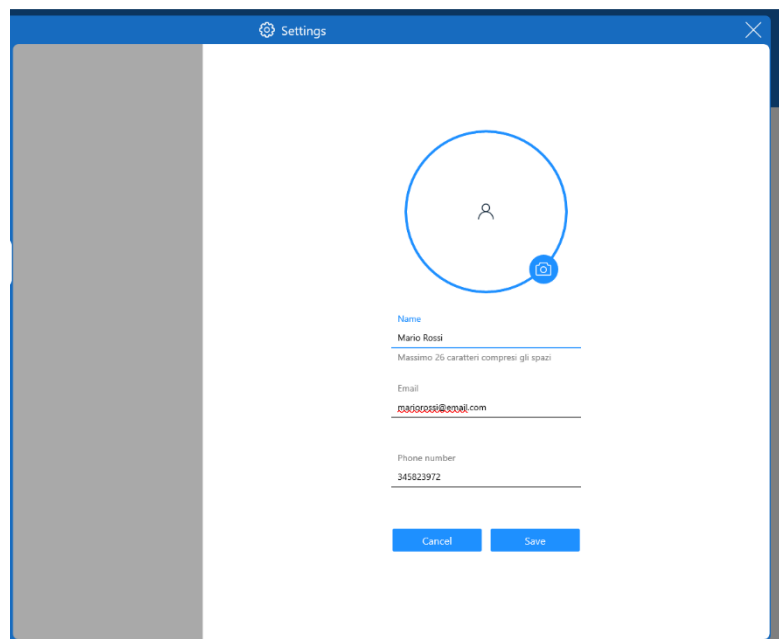 Settings
Name
Mario Rossi
Massimo 26 caratteri compresi gli spazi
Email
mariorossi@email.com
Phone number
345823972
Cancel Save